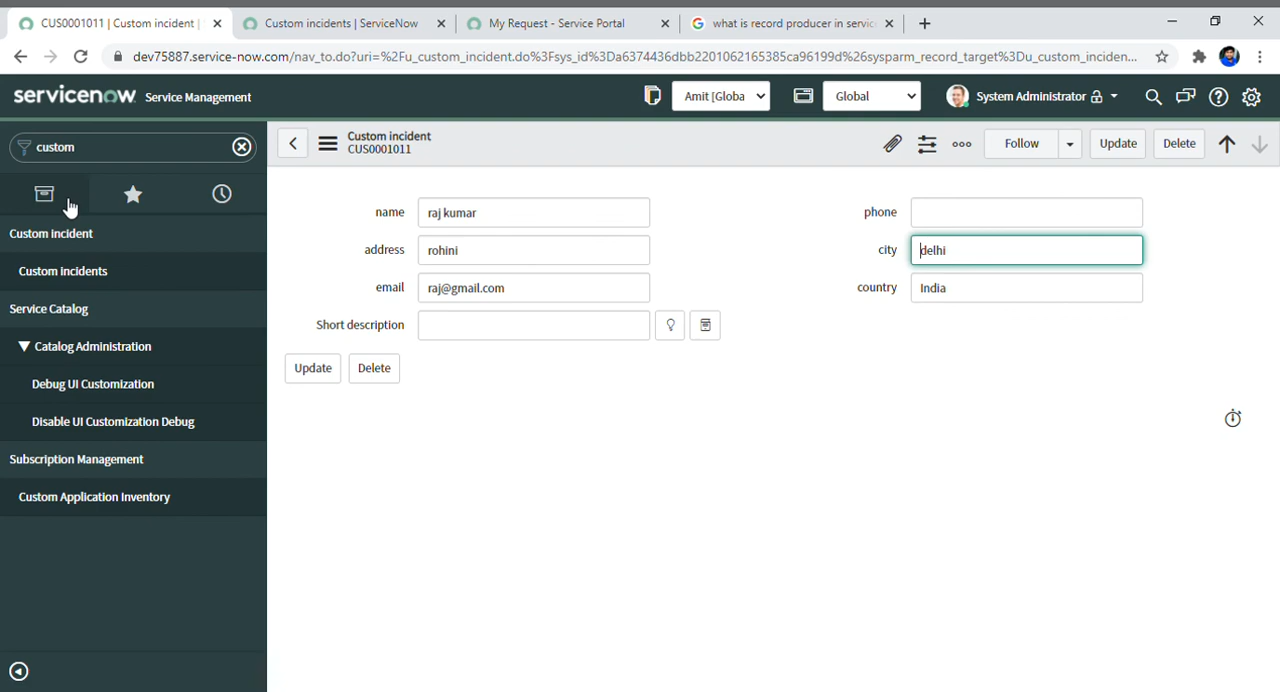 CUS0001011 | Custom incident |
Custom incidents | ServiceNow
My Request - Service Portal
what is record producer in servic
dev75887.service-now.com/nav_to.do?uri=%2Fu_custom_incident.do%3Fsys_id%3Da6374436dbb2201062165385ca96199d%26sysparm_record_target%3Du_custom_inciden...
servicenow Service Management
Amit [Globa
Global
System Administrator
custom
Custom incident
CUS0001011
Follow
Update
Delete
Custom Incident
Custom incidents
Service Catalog
Catalog Administration
Debug UI Customization
Disable UI Customization Debug
Subscription Management
Custom Application Inventory
name raj kumar
phone
address rohini
city delhi
email raj@gmail.com
country India
Short description
Update Delete